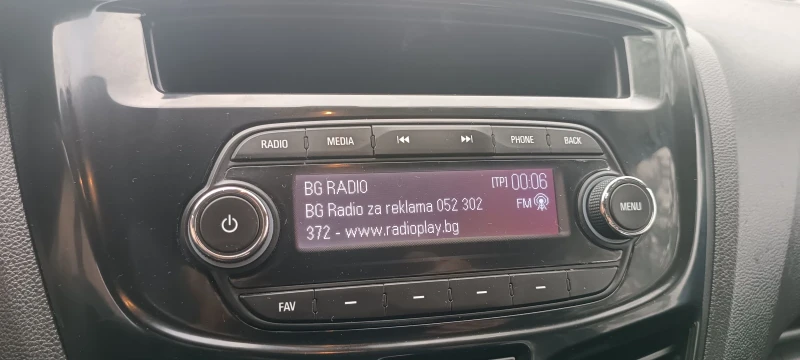 RADIO MEDIA PHONE BACK
BG RADIO [TP] 00:06
BG Radio za reklama 052 302 FM
372 - www.radioplay.bg
MENU
FAV